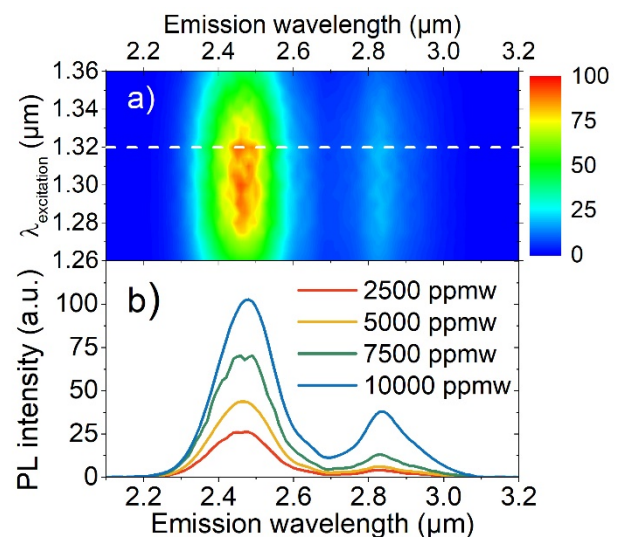 Emission wavelength (µm)
2.2 2.4 2.6 2.8 3.0 3.2
1.36
1.34
1.32
1.30
1.28
1.26
λexcitation (µm)
a)
100
75
50
25
0
b)
PL intensity (a.u.)
100
75
50
25
0
2500 ppmw
5000 ppmw
7500 ppmw
10000 ppmw
2.2 2.4 2.6 2.8 3.0 3.2
Emission wavelength (µm)